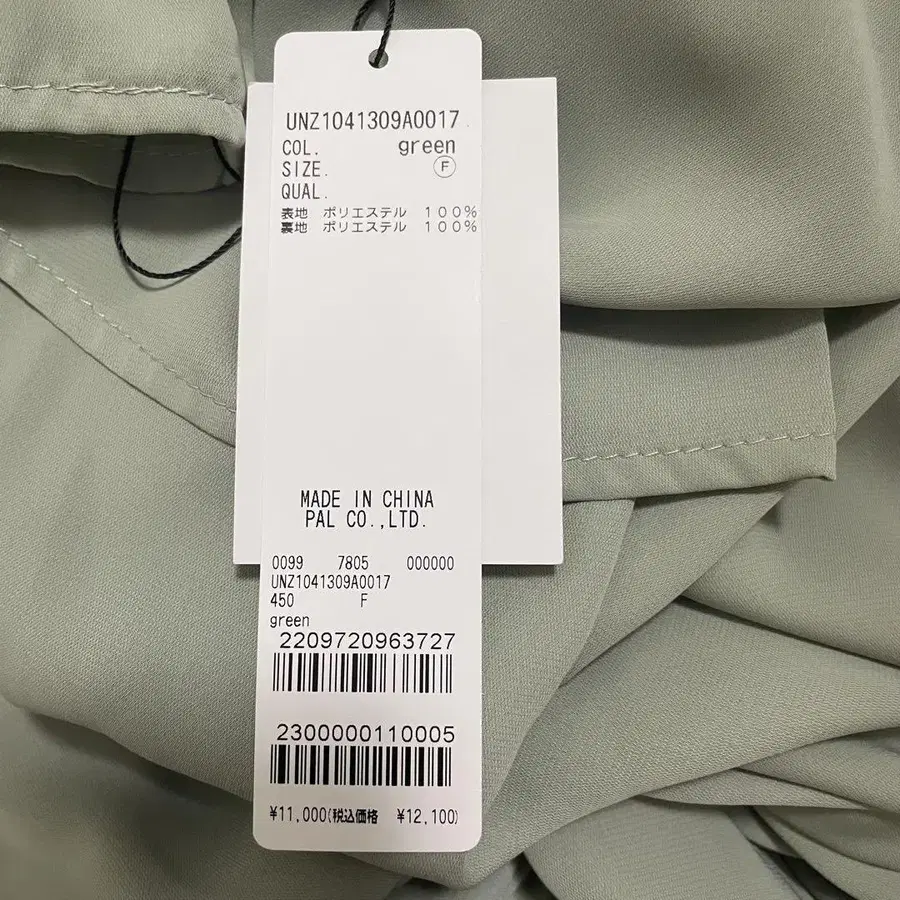 UNZ1041309A0017
COL. green
SIZE. Ⓕ
QUAL.
表地 ポリエステル １００％
裏地 ポリエステル １００％
MADE IN CHINA
PAL CO.,LTD.
0099 7805 000000
UNZ1041309A0017
450 F
green
2209720963727
2300000110005
¥11,000(税込価格 ¥12,100)